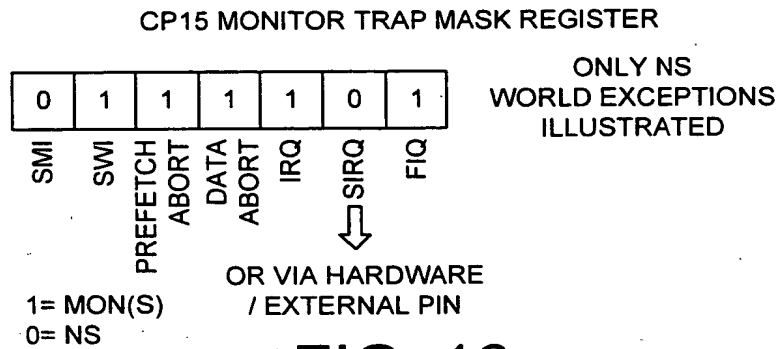 CP15 MONITOR TRAP MASK REGISTER
0 1 1 1 1 0 1
ONLY NS
WORLD EXCEPTIONS
ILLUSTRATED
SMI
SWI
PREFETCH
ABORT
DATA
ABORT
IRQ
SIRQ
FIQ
OR VIA HARDWARE
/ EXTERNAL PIN
1= MON(S)
0= NS